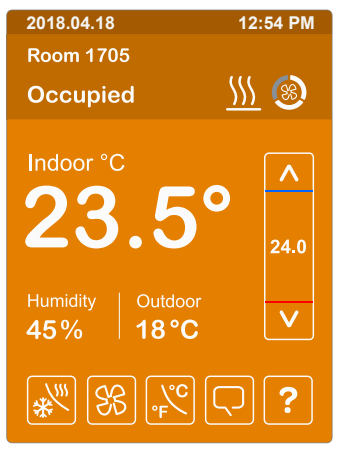 2018.04.18 12:54 PM
Room 1705
Occupied
Indoor °C
23.5°
24.0
Humidity Outdoor
45% 18°C
°F °C ?